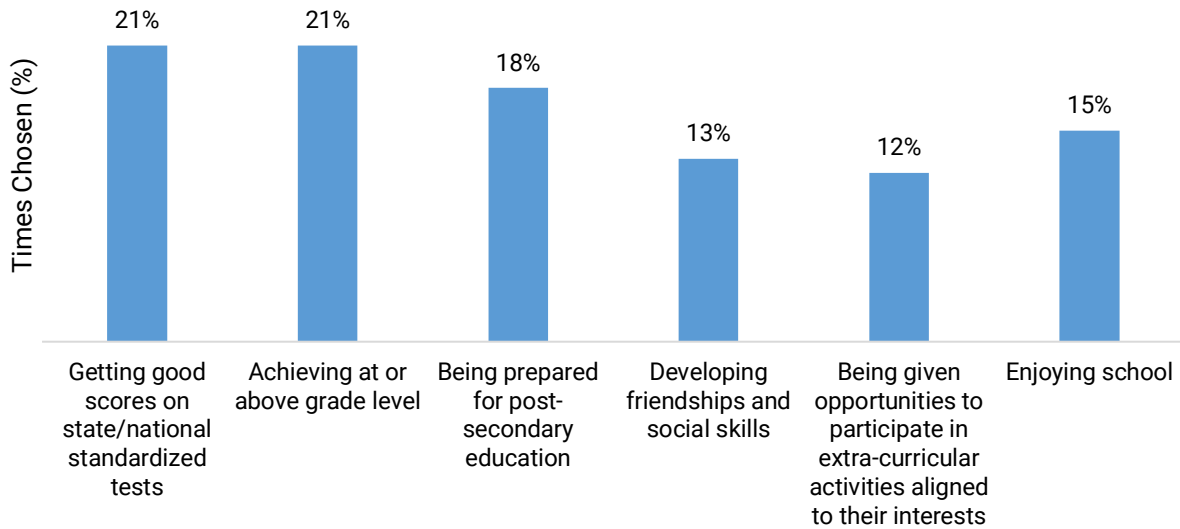 21%
21%
18%
13%
12%
15%
Times Chosen (%)
Getting good
scores on
state/national
standardized
tests
Achieving at or
above grade level
Being prepared
for post-
secondary
education
Developing
friendships and
social skills
Being given
opportunities to
participate in
extra-curricular
activities aligned
to their interests
Enjoying school